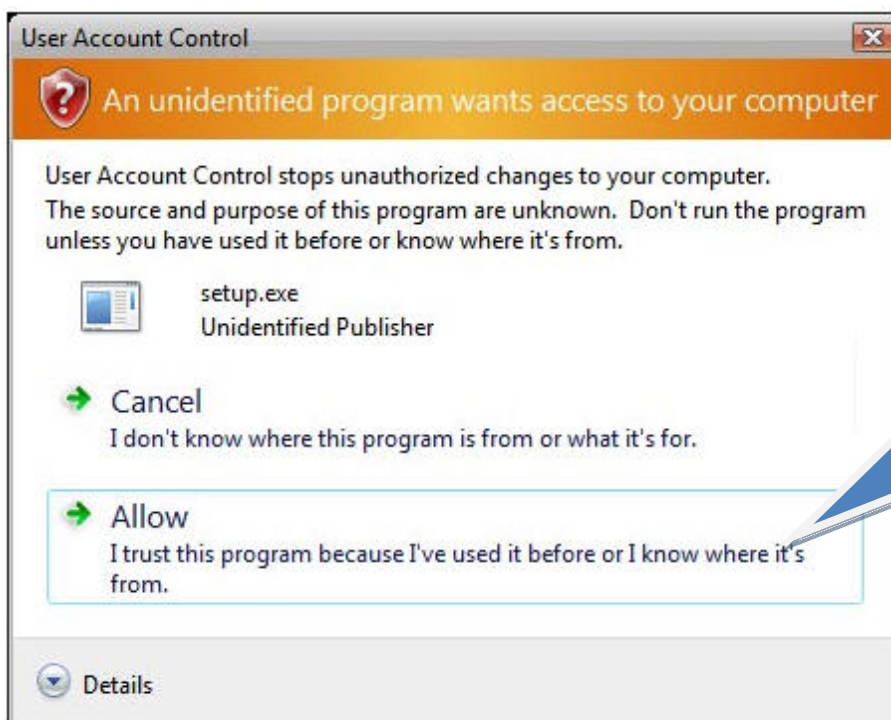 User Account Control
An unidentified program wants access to your computer
User Account Control stops unauthorized changes to your computer.
The source and purpose of this program are unknown.  Don't run the program
unless you have used it before or know where it's from.
setup.exe
Unidentified Publisher
Cancel
I don't know where this program is from or what it's for.
Allow
I trust this program because I've used it before or I know where it's
from.
Details